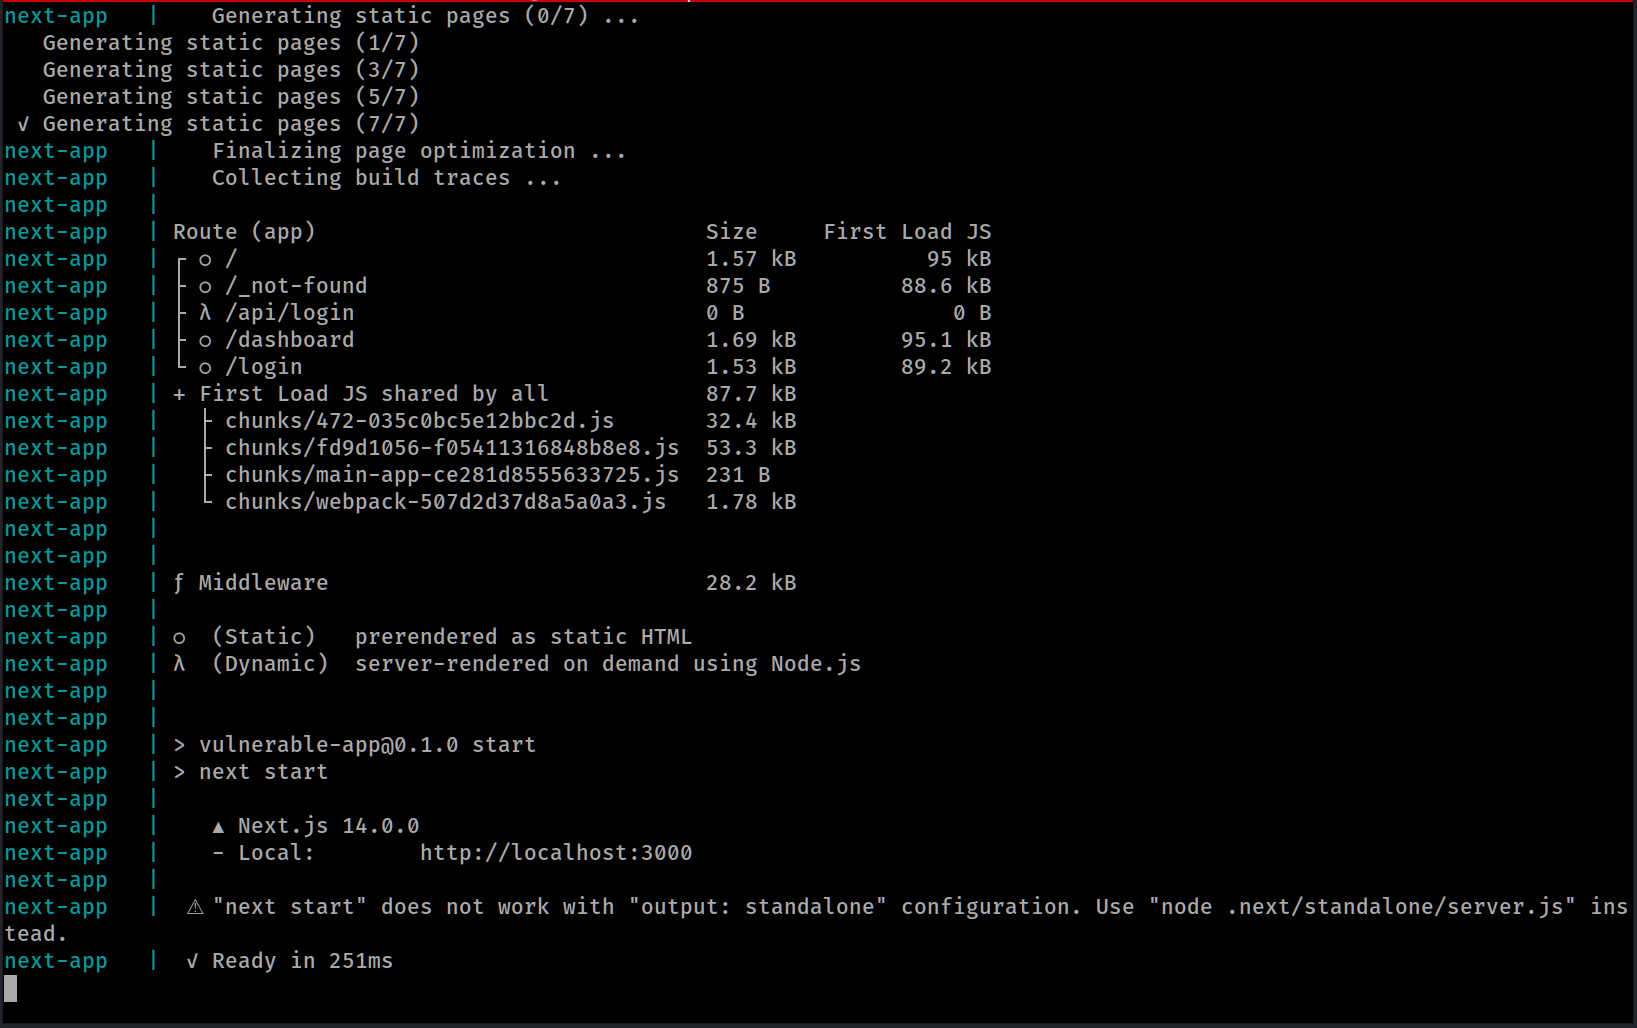 next-app   |    Generating static pages (0/7) ...
   Generating static pages (1/7)
   Generating static pages (3/7)
   Generating static pages (5/7)
 ✓ Generating static pages (7/7)
next-app   |    Finalizing page optimization ...
next-app   |    Collecting build traces ...
next-app   |
next-app   | Route (app)                              Size     First Load JS
next-app   | ┌ ○ /                                    1.57 kB          95 kB
next-app   | ├ ○ /_not-found                          875 B          88.6 kB
next-app   | ├ λ /api/login                           0 B                0 B
next-app   | ├ ○ /dashboard                           1.69 kB        95.1 kB
next-app   | └ ○ /login                               1.53 kB        89.2 kB
next-app   | + First Load JS shared by all            87.7 kB
next-app   |   ├ chunks/472-035c0bc5e12bbc2d.js       32.4 kB
next-app   |   ├ chunks/fd9d1056-f05411316848b8e8.js  53.3 kB
next-app   |   ├ chunks/main-app-ce281d8555633725.js  231 B
next-app   |   └ chunks/webpack-507d2d37d8a5a0a3.js   1.78 kB
next-app   |
next-app   |
next-app   | ƒ Middleware                             28.2 kB
next-app   |
next-app   | ○  (Static)   prerendered as static HTML
next-app   | λ  (Dynamic)  server-rendered on demand using Node.js
next-app   |
next-app   |
next-app   | > vulnerable-app@0.1.0 start
next-app   | > next start
next-app   |
next-app   |    ▲ Next.js 14.0.0
next-app   |    - Local:        http://localhost:3000
next-app   |
next-app   |  ⚠ "next start" does not work with "output: standalone" configuration. Use "node .next/standalone/server.js" ins
tead.
next-app   |  ✓ Ready in 251ms